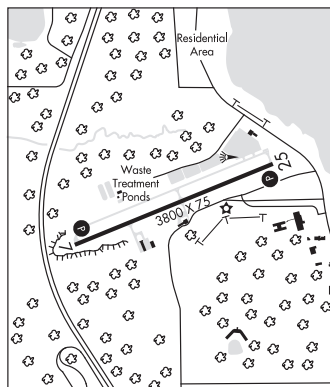 Residential
Area
Waste
Treatment
Ponds
25
P
3800 X 75
P
7